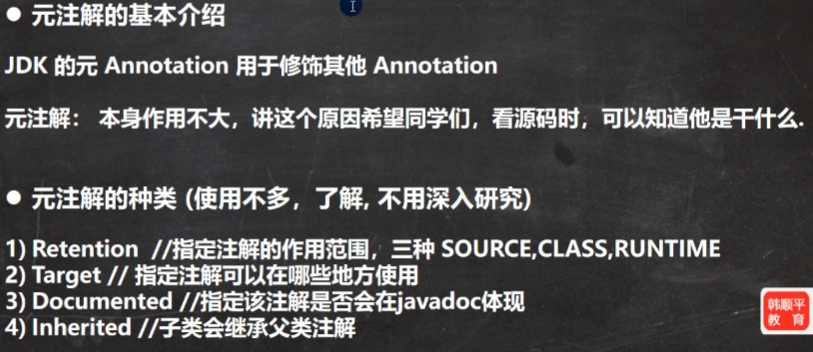 ● 元注解的基本介绍
JDK 的元 Annotation 用于修饰其他 Annotation
元注解： 本身作用不大，讲这个原因希望同学们，看源码时，可以知道他是干什么.
● 元注解的种类 (使用不多，了解, 不用深入研究)
1) Retention //指定注解的作用范围，三种 SOURCE,CLASS,RUNTIME
2) Target // 指定注解可以在哪些地方使用
3) Documented //指定该注解是否会在javadoc体现
4) Inherited //子类会继承父类注解
韩顺平
教 育